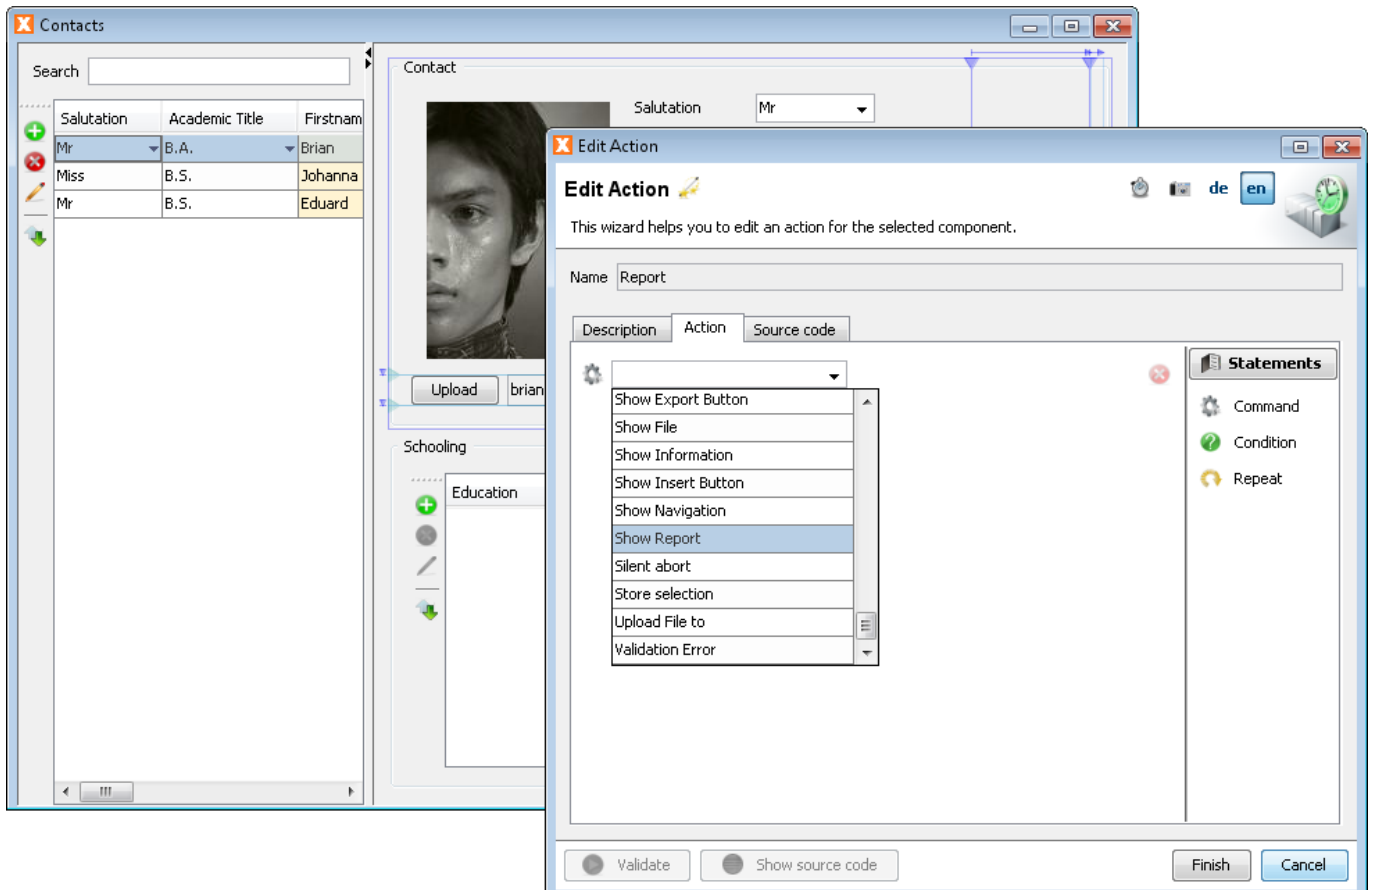 Contacts
Search
Salutation Academic Title Firstnam
Mr B.A. Brian
Miss B.S. Johanna
Mr B.S. Eduard
Contact
Salutation Mr
Upload brian
Schooling
Education
Edit Action
Edit Action
de en
This wizard helps you to edit an action for the selected component.
Name Report
Description Action Source code
Show Export Button
Show File
Show Information
Show Insert Button
Show Navigation
Show Report
Silent abort
Store selection
Upload File to
Validation Error
Statements
Command
Condition
Repeat
Validate Show source code Finish Cancel